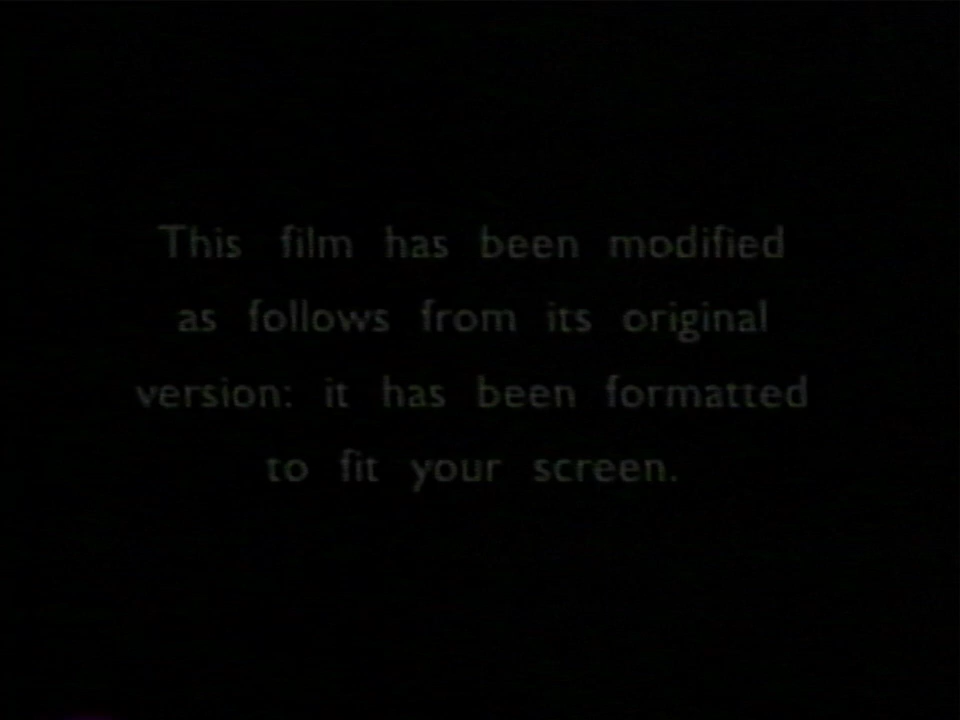 This film has been modified
as follows from its original
version: it has been formatted
to fit your screen.